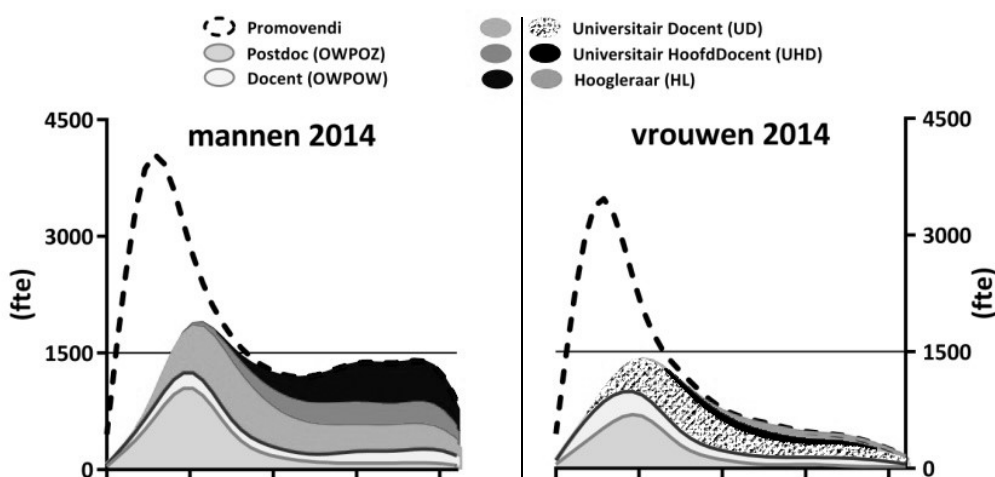 Promovendi
Postdoc (OWPOZ)
Docent (OWPOW)
Universitair Docent (UD)
Universitair HoofdDocent (UHD)
Hoogleraar (HL)
mannen 2014
4500
3000
1500
0
(fte)
vrouwen 2014
4500
3000
1500
0
(fte)